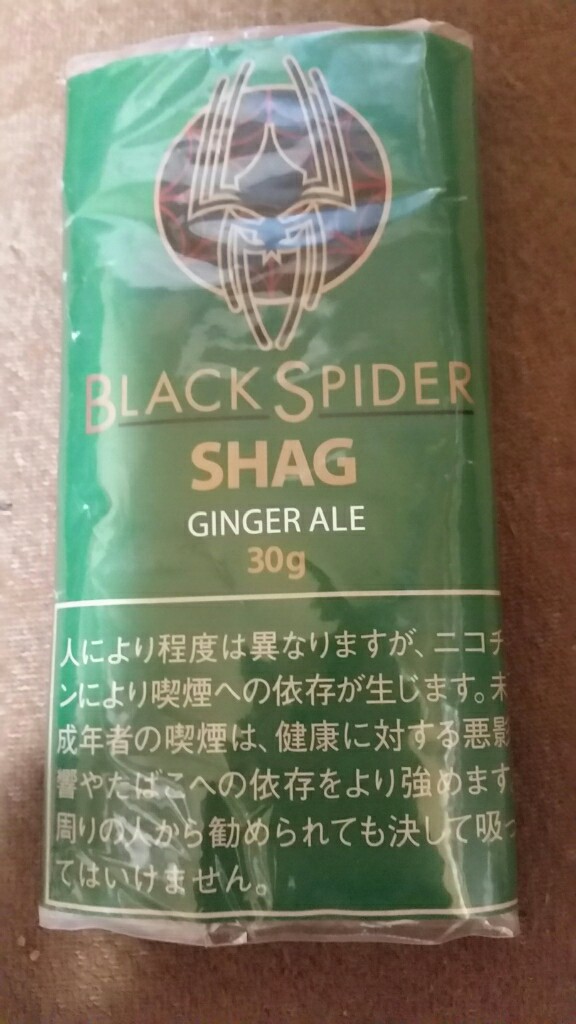 BLACK SPIDER
SHAG
GINGER ALE
30g
人により程度は異なりますが、ニコチ
ンにより喫煙への依存が生じます。未
成年者の喫煙は、健康に対する悪影
響やたばこへの依存をより強めます。
周りの人から勧められても決して吸っ
てはいけません。